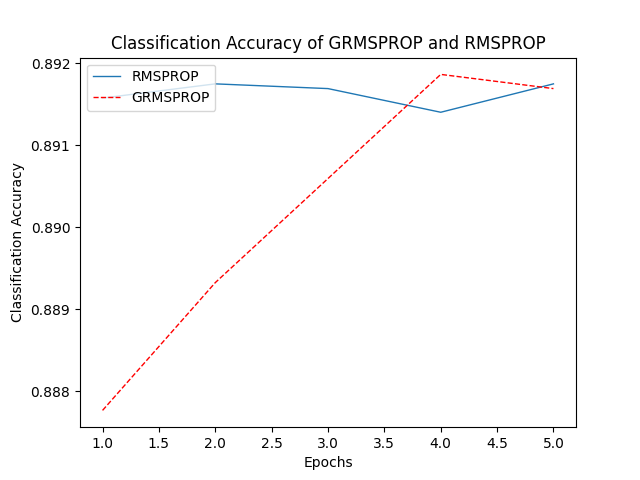 Classification Accuracy of GRMSPROP and RMSPROP
0.892
RMSPROP
GRMSPROP
0.891
0.890
0.889
0.888
Classification Accuracy
1.0 1.5 2.0 2.5 3.0 3.5 4.0 4.5 5.0
Epochs